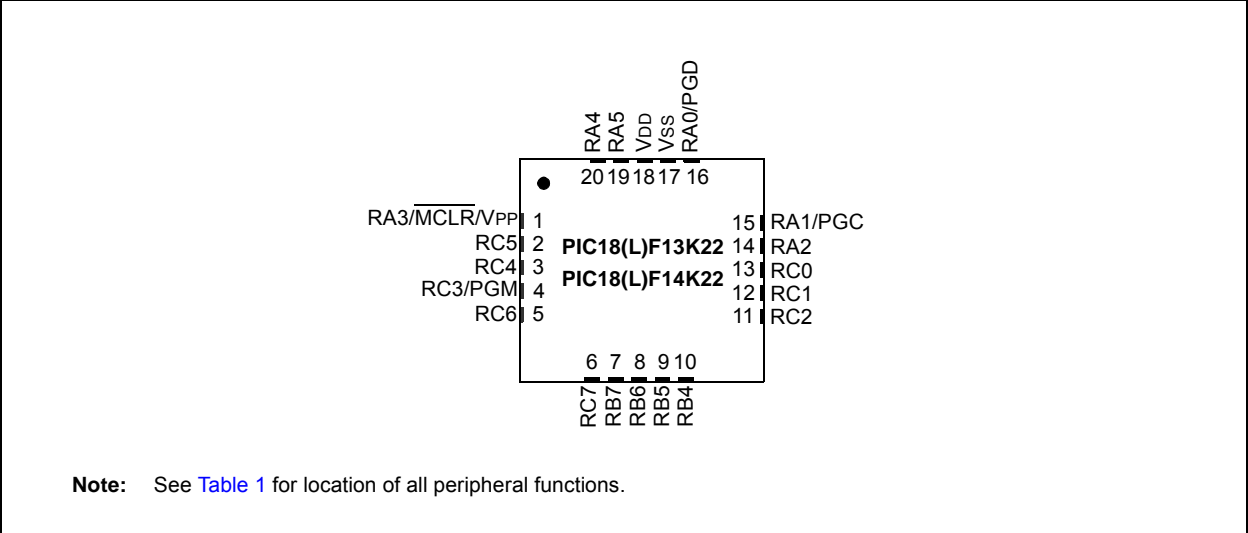 RA4
RA5
VDD
VSS
RA0/PGD
20 19 18 17 16
RA3/MCLR/VPP 1
RC5 2
RC4 3
RC3/PGM 4
RC6 5
PIC18(L)F13K22
PIC18(L)F14K22
15 RA1/PGC
14 RA2
13 RC0
12 RC1
11 RC2
6 7 8 9 10
RC7
RB7
RB6
RB5
RB4
Note: See Table 1 for location of all peripheral functions.